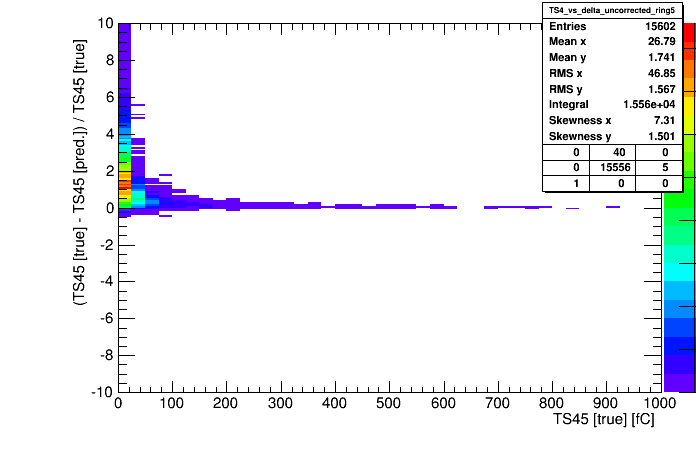 TS4_vs_delta_uncorrected_ring5
Entries 15602
Mean x 26.79
Mean y 1.741
RMS x 46.85
RMS y 1.567
Integral 1.556e+04
Skewness x 7.31
Skewness y 1.501
0 40 0
0 15556 5
1 0 0
(TS45 [true] - TS45 [pred.]) / TS45 [true]
10
8
6
4
2
0
-2
-4
-6
-8
-10
0 100 200 300 400 500 600 700 800 900 1000
TS45 [true] [fC]